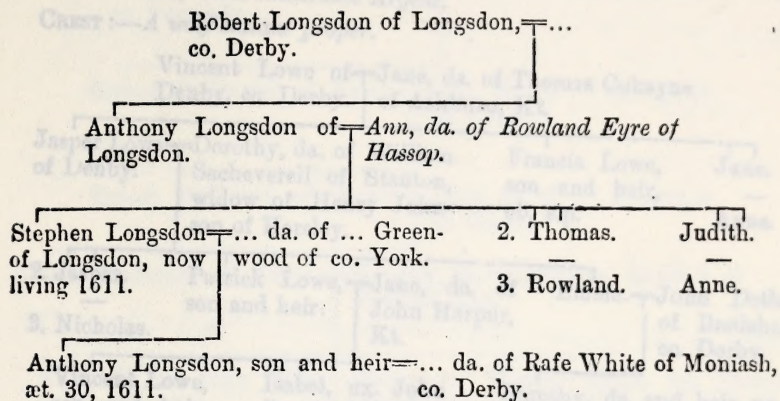 Robert Longsdon of Longsdon,=...
co. Derby.
Anthony Longsdon of=Ann, da. of Rowland Eyre of
Longsdon. Hassop.
Stephen Longsdon=... da. of ... Green-
of Longsdon, now wood of co. York.
living 1611.
2. Thomas.
—
3. Rowland.
Judith.
—
Anne.
Anthony Longsdon, son and heir=... da. of Rafe White of Moniash,
æt. 30, 1611. co. Derby.